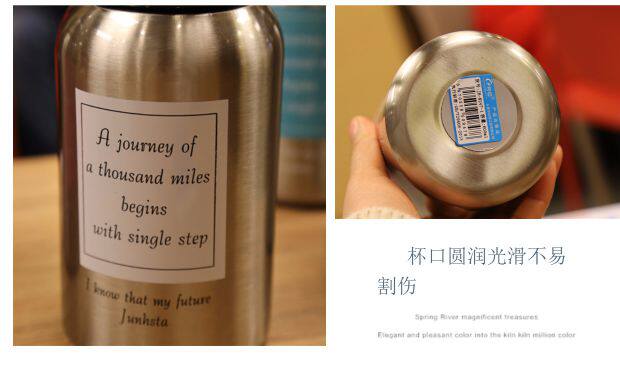 A journey of
a thousand miles
begins
with single step
I know that my future
Junhsta
杯口圆润光滑不易
割伤
Spring River magnificent treasures
Elegant and pleasant color into the kiln kiln million color